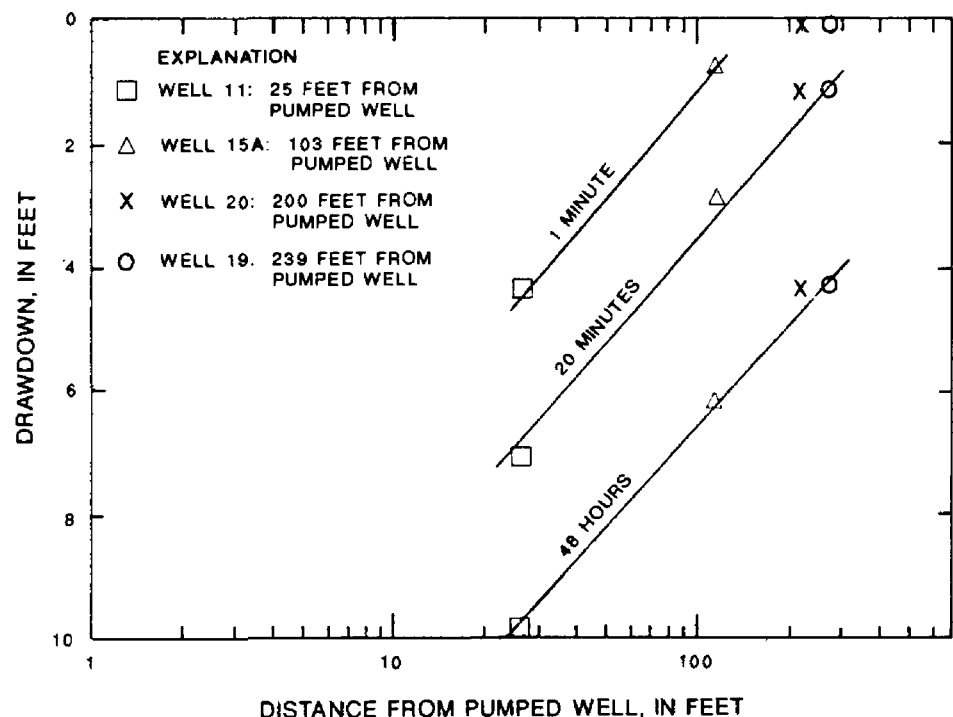 0
2
4
6
8
10
DRAWDOWN, IN FEET
EXPLANATION
WELL 11: 25 FEET FROM
PUMPED WELL
WELL 15A: 103 FEET FROM
PUMPED WELL
X WELL 20: 200 FEET FROM
PUMPED WELL
WELL 19. 239 FEET FROM
PUMPED WELL
1 MINUTE
20 MINUTES
48 HOURS
1
10
100
DISTANCE FROM PUMPED WELL, IN FEET